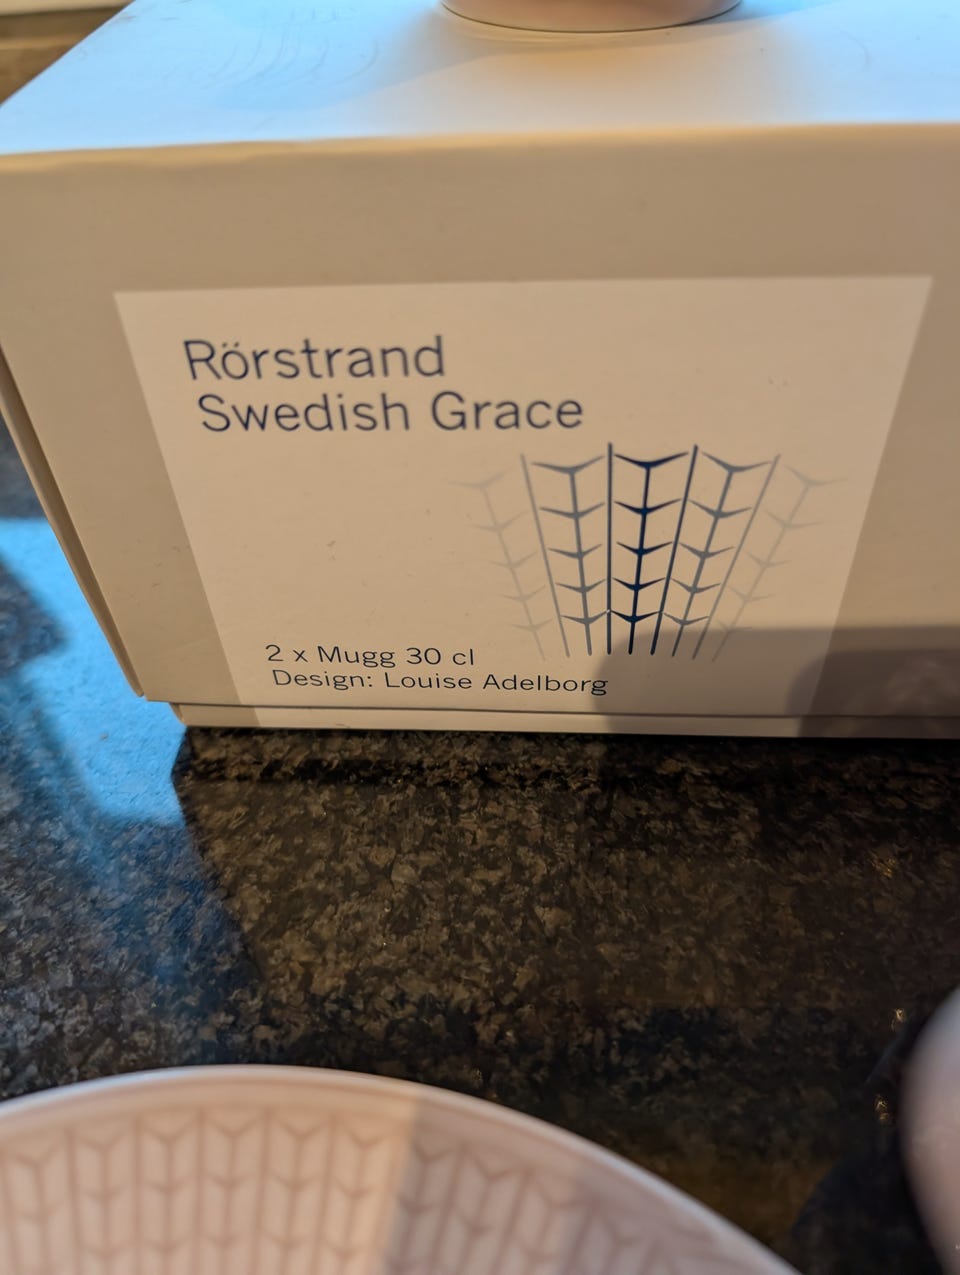 Rörstrand
Swedish Grace
2 x Mugg 30 cl
Design: Louise Adelborg